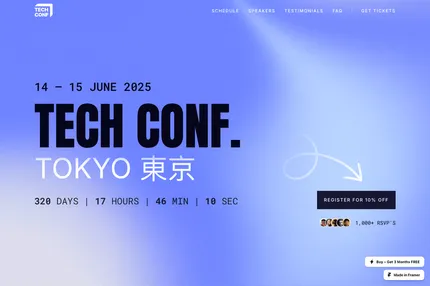 TECH
CONF
SCHEDULE SPEAKERS TESTIMONIALS FAQ GET TICKETS
14 – 15 JUNE 2025
TECH CONF.
TOKYO 東京
320 DAYS | 17 HOURS | 46 MIN | 10 SEC
REGISTER FOR 10% OFF
1,000+ RSVP'S
Buy – Get 3 Months FREE
Made in Framer